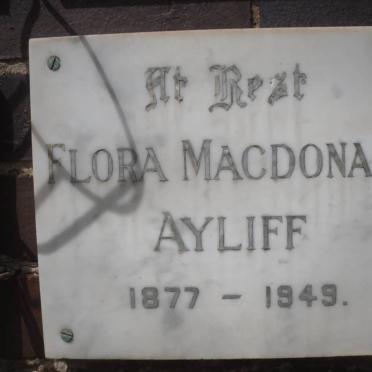 At Rest
FLORA MACDONA
AYLIFF
1877 - 1949.